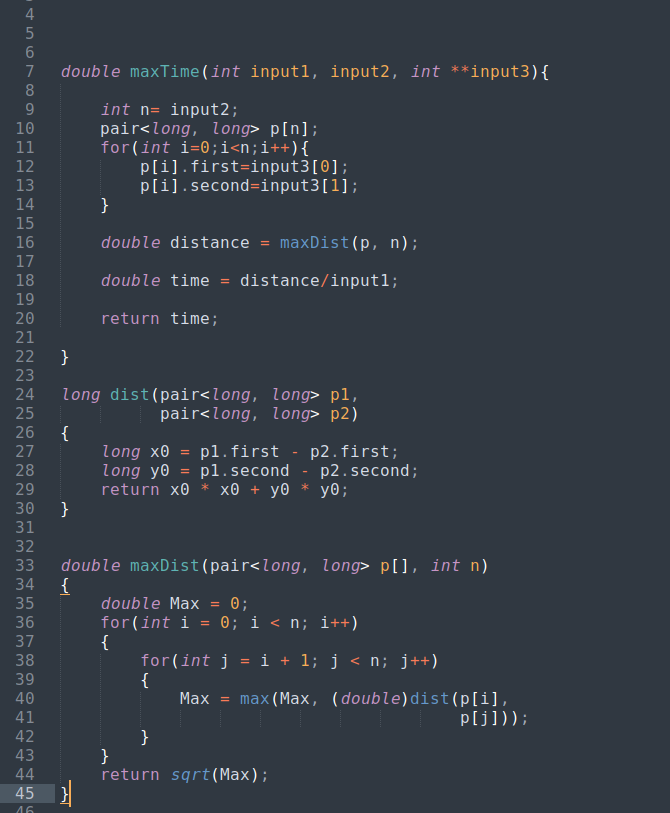 4
5
6
7 double maxTime(int input1, input2, int **input3){
8
9     int n= input2;
10     pair<long, long> p[n];
11     for(int i=0;i<n;i++){
12         p[i].first=input3[0];
13         p[i].second=input3[1];
14     }
15
16     double distance = maxDist(p, n);
17
18     double time = distance/input1;
19
20     return time;
21
22 }
23
24 long dist(pair<long, long> p1,
25           pair<long, long> p2)
26 {
27     long x0 = p1.first - p2.first;
28     long y0 = p1.second - p2.second;
29     return x0 * x0 + y0 * y0;
30 }
31
32
33 double maxDist(pair<long, long> p[], int n)
34 {
35     double Max = 0;
36     for(int i = 0; i < n; i++)
37     {
38         for(int j = i + 1; j < n; j++)
39         {
40             Max = max(Max, (double)dist(p[i],
41                                         p[j]));
42         }
43     }
44     return sqrt(Max);
45 }
46